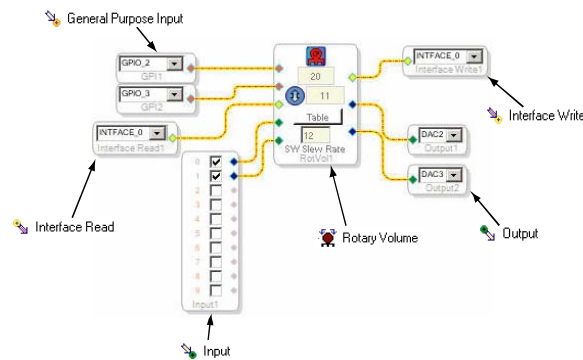 General Purpose Input
GPIO_2
GPI1
GPIO_3
GPI2
INTFACE_0
Interface Read1
20
11
Table
12
SW Slew Rate
RotVol1
INTFACE_0
Interface Write1
Interface Write
DAC2
Output1
DAC3
Output2
Output
Interface Read
Rotary Volume
0
1
2
3
4
5
6
7
8
9
Input1
Input